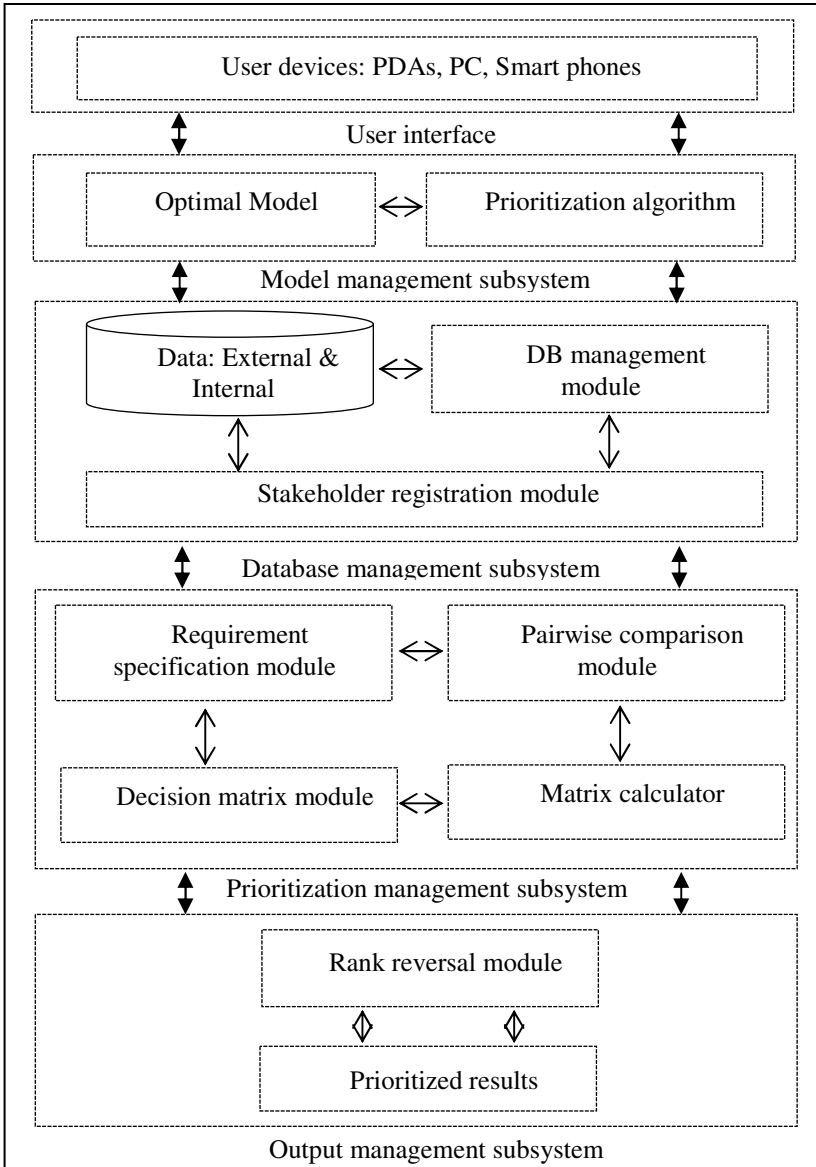 User devices: PDAs, PC, Smart phones
User interface
Optimal Model
Prioritization algorithm
Model management subsystem
Data: External &
Internal
DB management
module
Stakeholder registration module
Database management subsystem
Requirement
specification module
Pairwise comparison
module
Decision matrix module
Matrix calculator
Prioritization management subsystem
Rank reversal module
Prioritized results
Output management subsystem